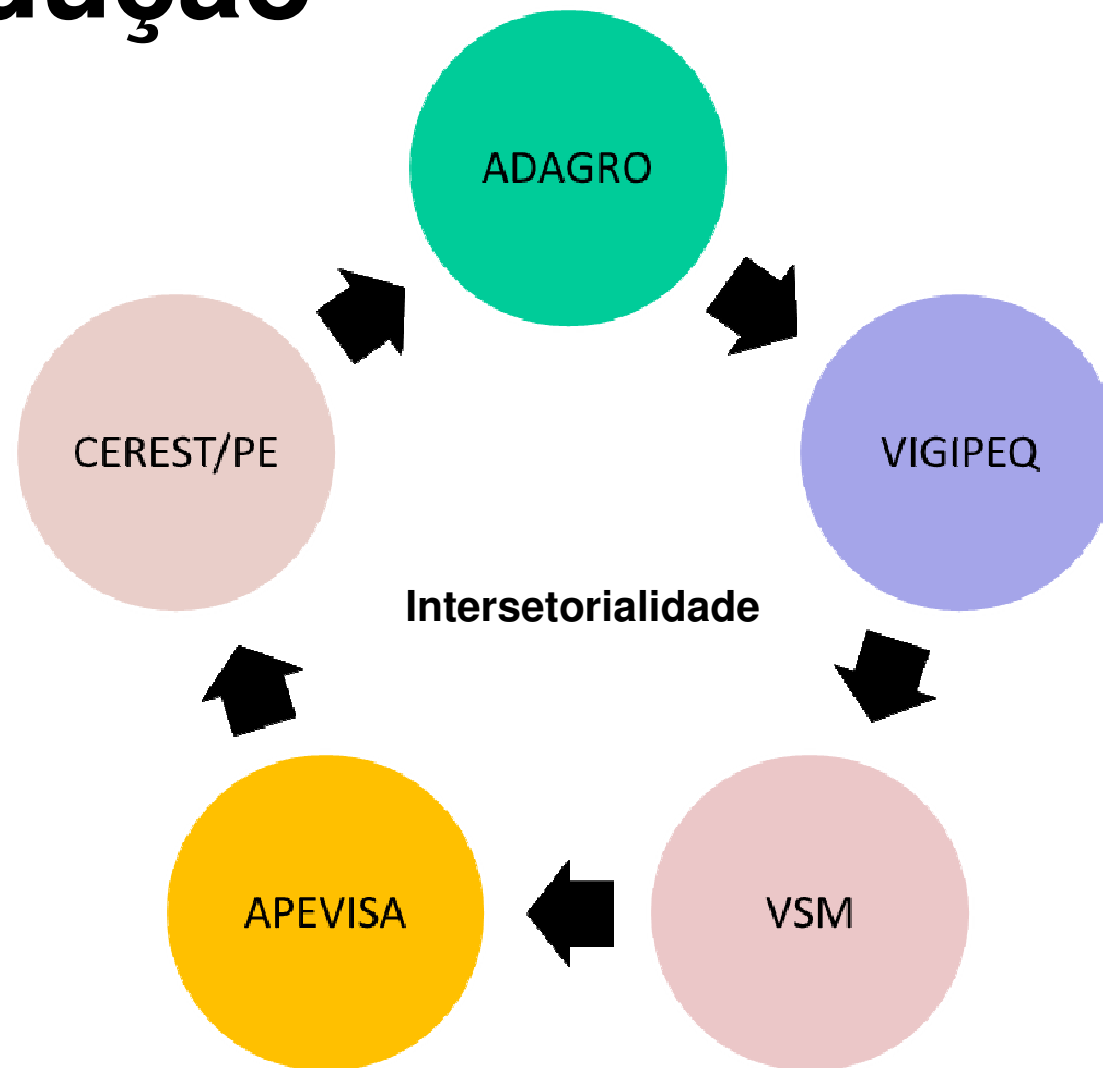 ADAGRO
CEREST/PE
VIGIPEQ
Intersetorialidade
APEVISA
VSM